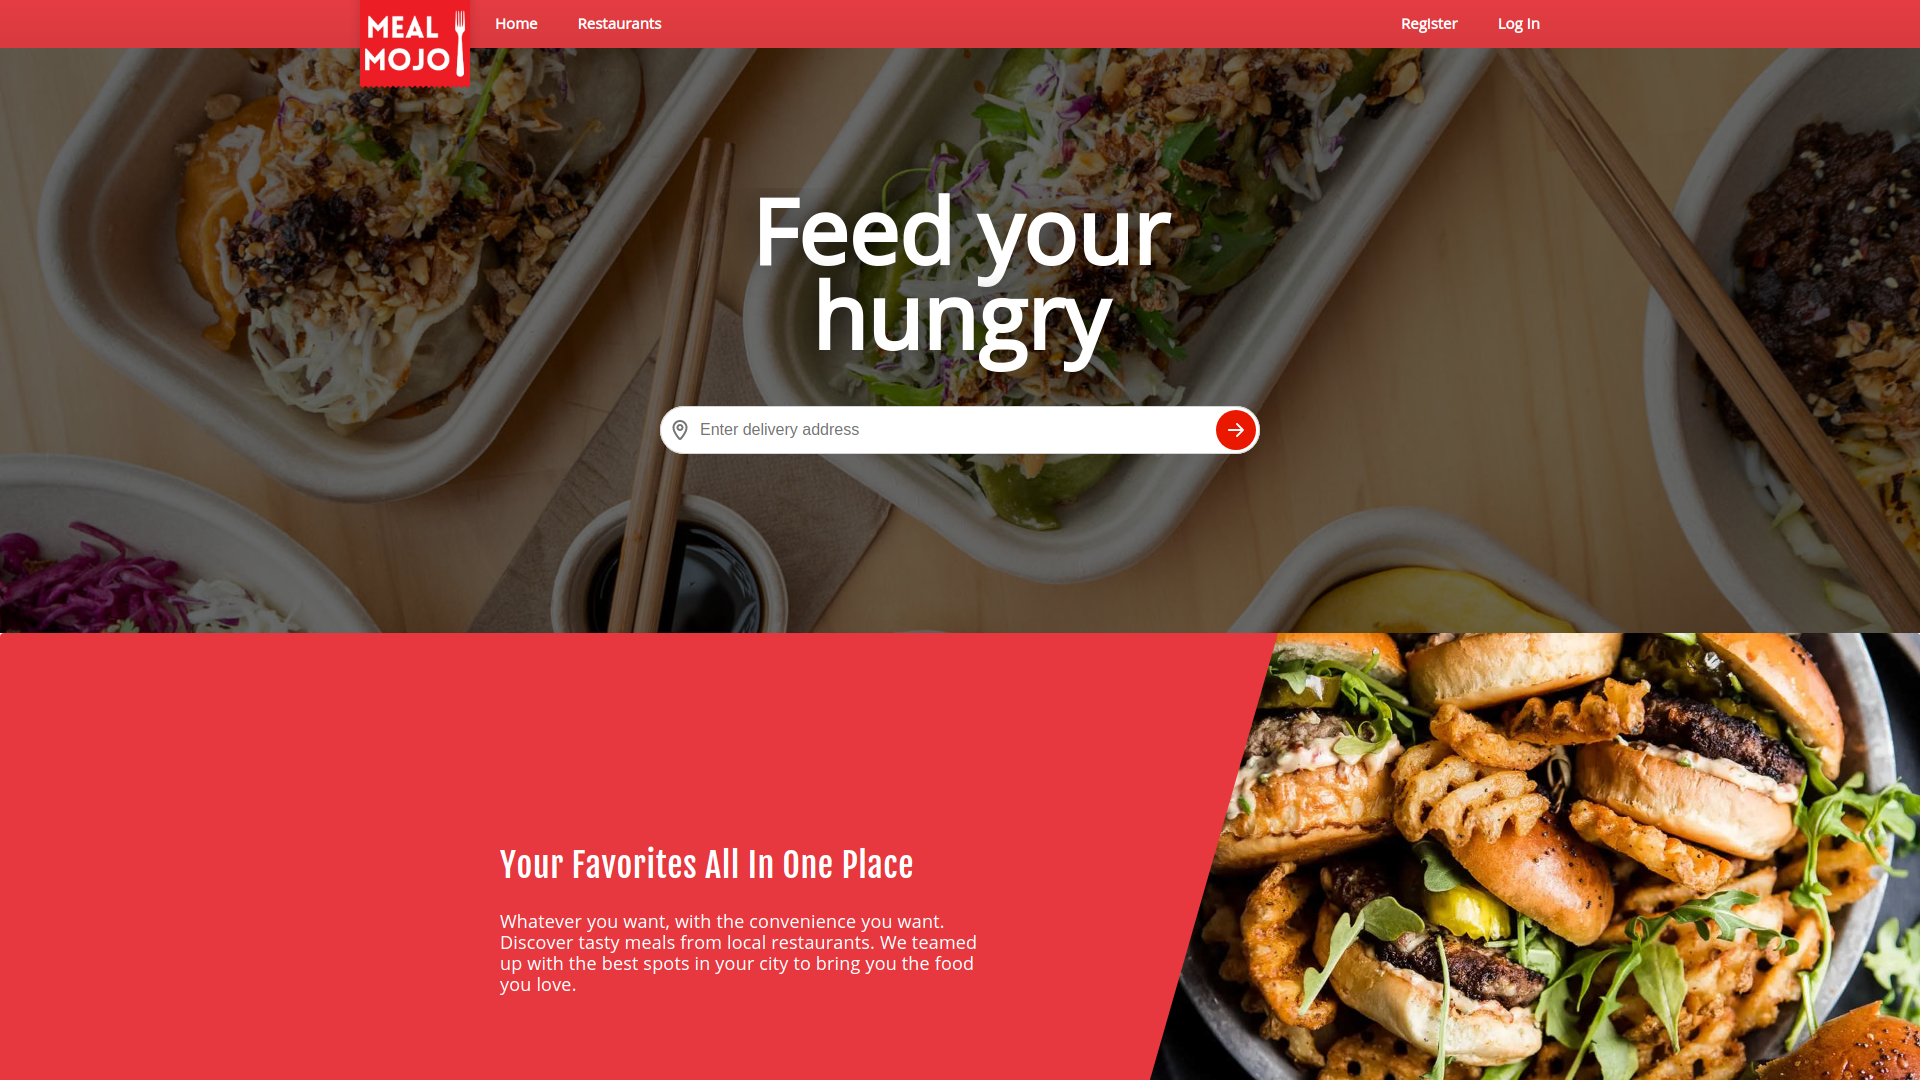 MEAL
MOJO
Home
Restaurants
Register
Log In
Feed your
hungry
Enter delivery address
Your Favorites All In One Place
Whatever you want, with the convenience you want.
Discover tasty meals from local restaurants. We teamed
up with the best spots in your city to bring you the food
you love.